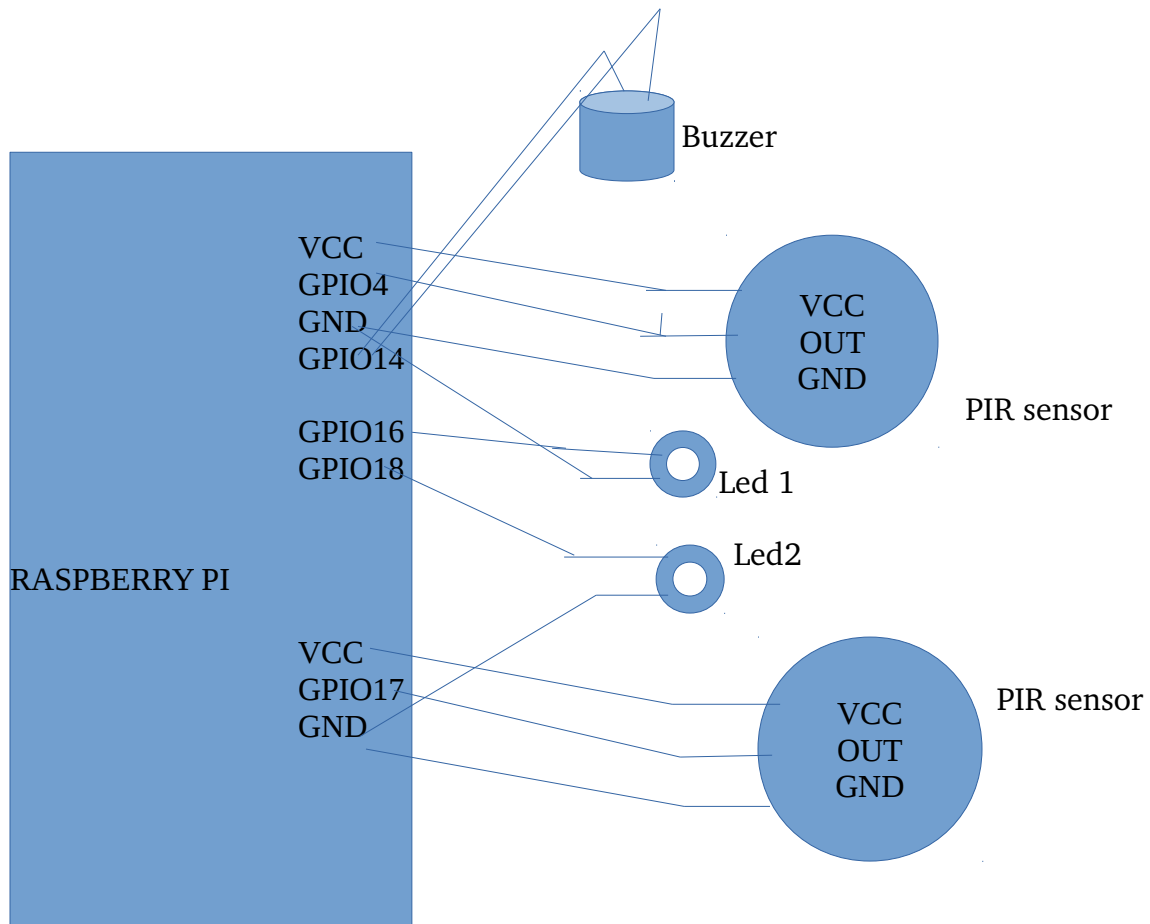 Buzzer
VCC
GPIO4
GND
GPIO14
GPIO16
GPIO18
RASPBERRY PI
VCC
GPIO17
GND
VCC
OUT
GND
PIR sensor
Led 1
Led2
VCC
OUT
GND
PIR sensor